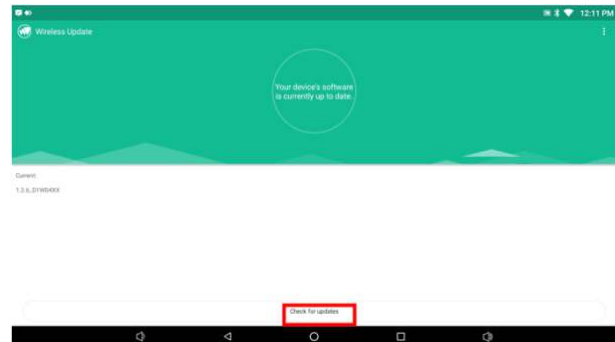 12:11 PM
Wireless Update
Your device's software
is currently up to date.
Current:
Check for updates